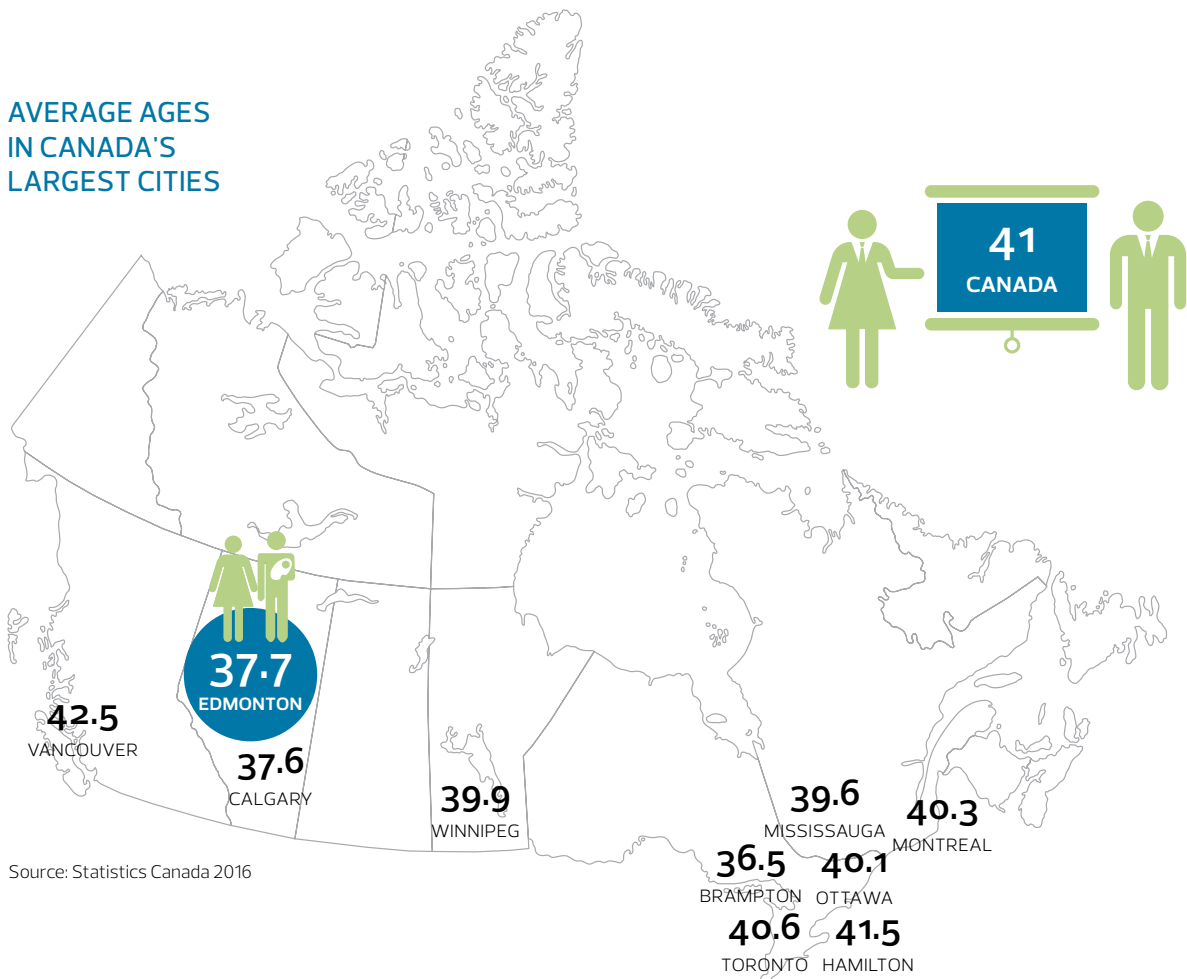 AVERAGE AGES
IN CANADA'S
LARGEST CITIES
41
CANADA
37.7
EDMONTON
42.5
VANCOUVER
37.6
CALGARY
39.9
WINNIPEG
39.6
MISSISSAUGA
40.3
MONTREAL
36.5
BRAMPTON
40.1
OTTAWA
40.6
TORONTO
41.5
HAMILTON
Source: Statistics Canada 2016